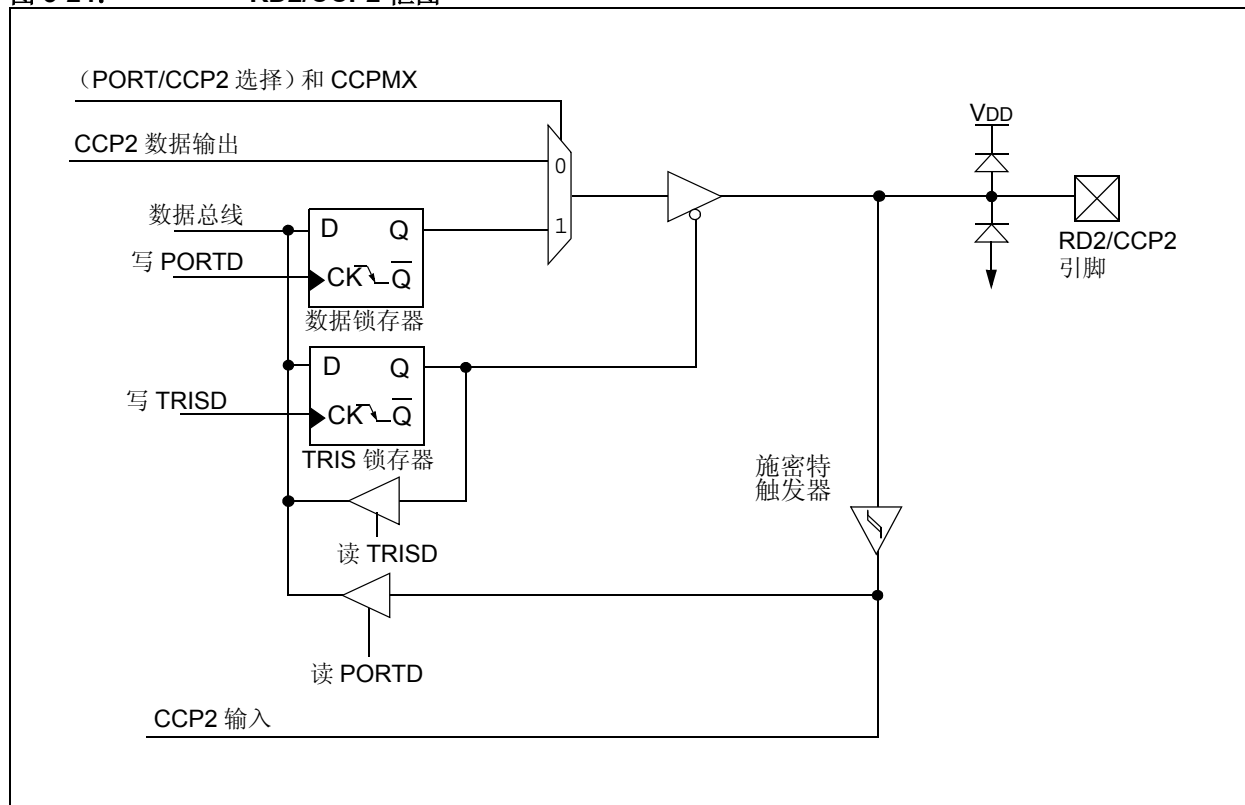 RD2/CCP2
（PORT/CCP2 选择）和 CCPMX
CCP2 数据输出
0
1
VDD
RD2/CCP2
引脚
数据总线
写 PORTD
D Q
CK Q̅
数据锁存器
写 TRISD
D Q
CK Q̅
TRIS 锁存器
读 TRISD
施密特
触发器
读 PORTD
CCP2 输入